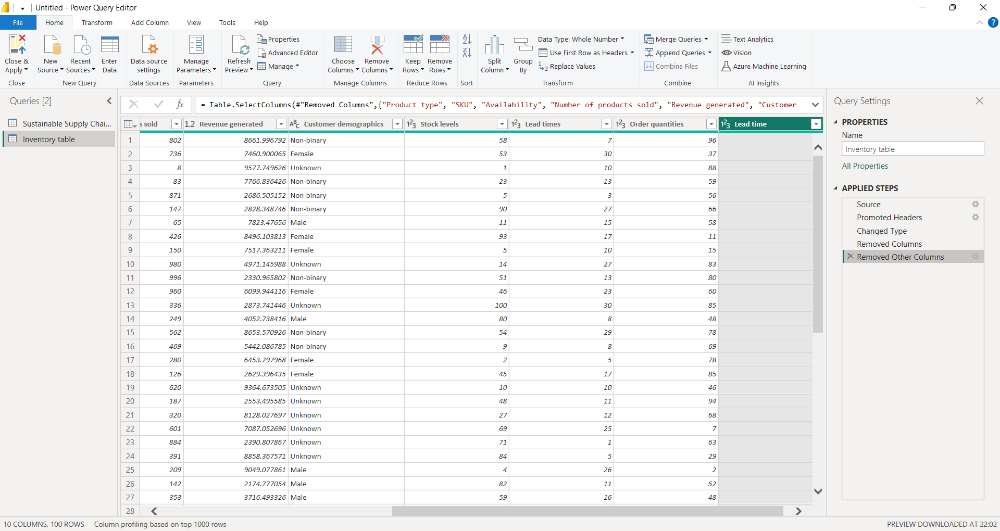 Untitled - Power Query Editor
File Home Transform Add Column View Tools Help
Close & Apply
Close
New Source
Recent Sources
Enter Data
New Query
Data source settings
Data Sources
Manage Parameters
Parameters
Refresh Preview
Properties
Advanced Editor
Manage
Query
Choose Columns
Remove Columns
Manage Columns
Keep Rows
Remove Rows
Reduce Rows
Sort
Split Column
Group By
Data Type: Whole Number
Use First Row as Headers
Replace Values
Transform
Merge Queries
Append Queries
Combine Files
Combine
Text Analytics
Vision
Azure Machine Learning
AI Insights
Queries [2]
Sustainable Supply Chai...
Inventory table
fx
= Table.SelectColumns(#"Removed Columns",{"Product type", "SKU", "Availability", "Number of products sold", "Revenue generated", "Customer
s sold 1.2 Revenue generated ABC Customer demographics 123 Stock levels 123 Lead times 123 Order quantities 123 Lead time
1 802 8661.996792 Non-binary 58 7 96
2 736 7460.900065 Female 53 30 37
3 8 9577.749626 Unknown 1 10 88
4 83 7766.836426 Non-binary 23 13 59
5 871 2686.505152 Non-binary 5 3 56
6 147 2828.348746 Non-binary 90 27 66
7 65 7823.47656 Male 11 15 58
8 426 8496.103813 Female 93 17 11
9 150 7517.363211 Female 5 10 15
10 980 4971.145988 Unknown 14 27 83
11 996 2330.965802 Non-binary 51 13 80
12 960 6099.944116 Female 46 23 60
13 336 2873.741446 Unknown 100 30 85
14 249 4052.738416 Male 80 8 48
15 562 8653.570926 Non-binary 54 29 78
16 469 5442.086785 Non-binary 9 8 69
17 280 6453.797968 Female 2 5 78
18 126 2629.396435 Female 45 17 85
19 620 9364.673505 Unknown 10 10 46
20 187 2553.495585 Unknown 48 11 94
21 320 8128.027697 Unknown 27 12 68
22 601 7087.052696 Unknown 69 25 7
23 884 2390.807867 Unknown 71 1 63
24 391 8858.367571 Unknown 84 5 29
25 209 9049.077861 Male 4 26 2
26 142 2174.777054 Male 82 11 52
27 353 3716.493326 Male 59 16 48
28
Query Settings
PROPERTIES
Name
Inventory table
All Properties
APPLIED STEPS
Source
Promoted Headers
Changed Type
Removed Columns
Removed Other Columns
10 COLUMNS, 100 ROWS Column profiling based on top 1000 rows
PREVIEW DOWNLOADED AT 22:02